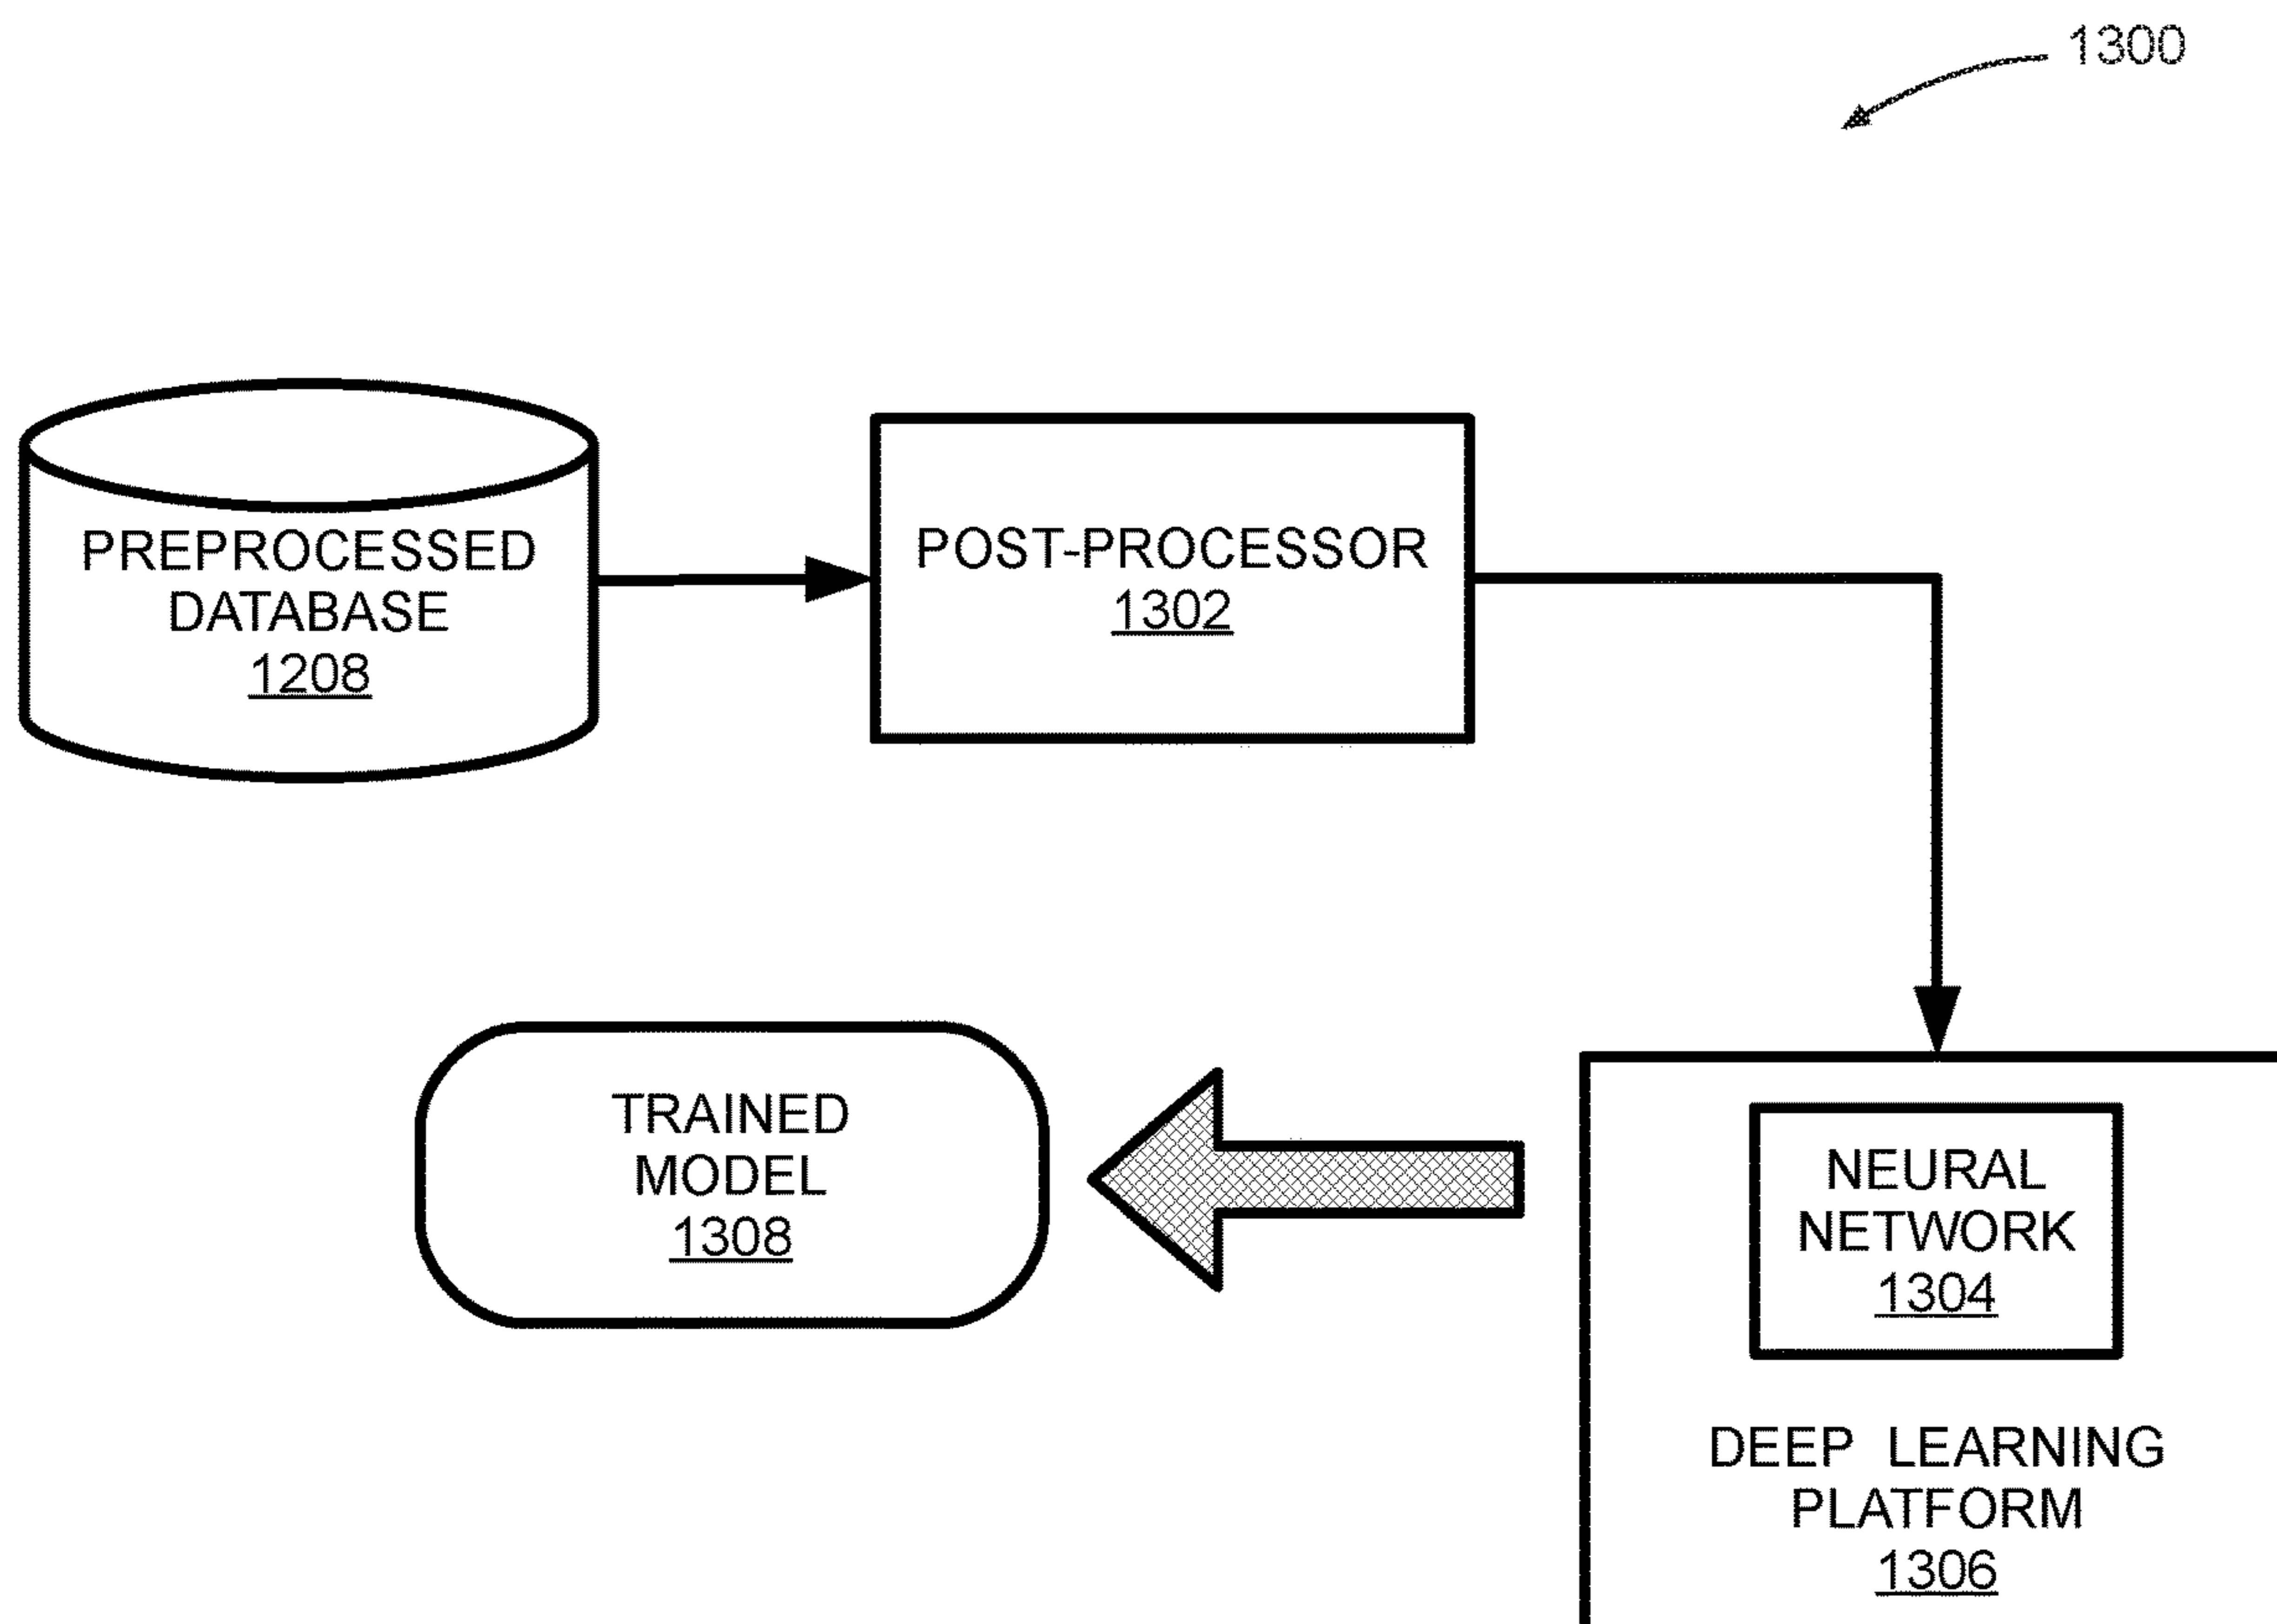 1300
PREPROCESSED
DATABASE
1208
POST-PROCESSOR
1302
TRAINED
MODEL
1308
NEURAL
NETWORK
1304
DEEP LEARNING
PLATFORM
1306